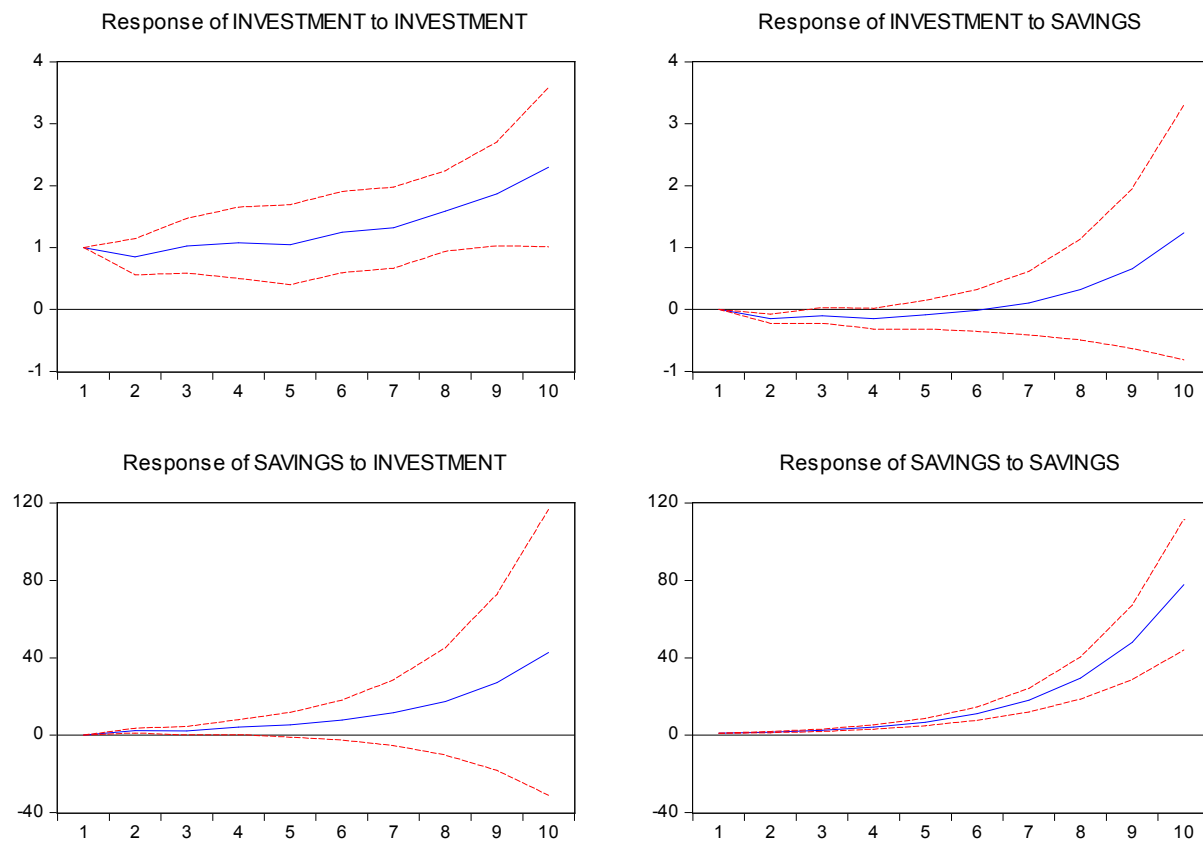 Response of INVESTMENT to INVESTMENT
4
3
2
1
0
-1
1 2 3 4 5 6 7 8 9 10
Response of INVESTMENT to SAVINGS
4
3
2
1
0
-1
1 2 3 4 5 6 7 8 9 10
Response of SAVINGS to INVESTMENT
120
80
40
0
-40
1 2 3 4 5 6 7 8 9 10
Response of SAVINGS to SAVINGS
120
80
40
0
-40
1 2 3 4 5 6 7 8 9 10